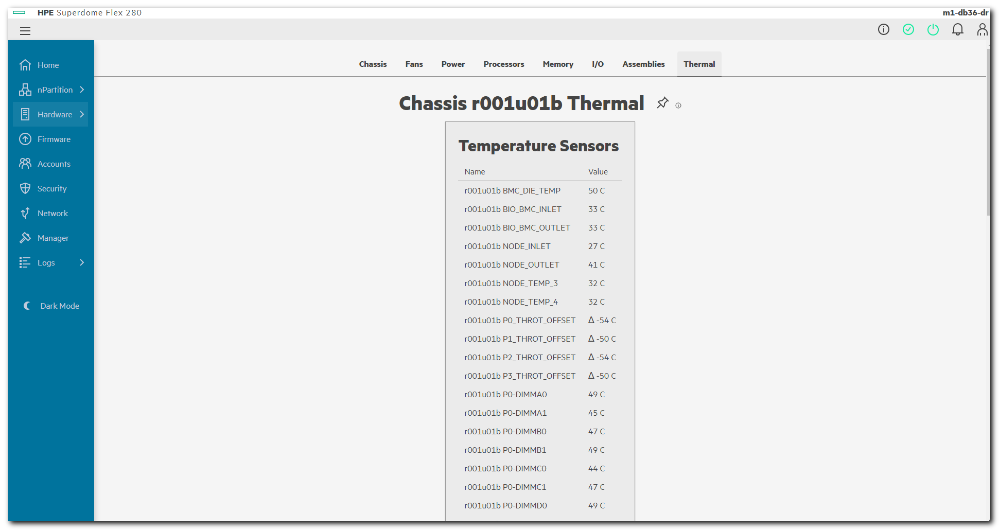 HPE Superdome Flex 280
m1-db36-dr
Home
nPartition
Hardware
Firmware
Accounts
Security
Network
Manager
Logs
Dark Mode
Chassis Fans Power Processors Memory I/O Assemblies Thermal
Chassis r001u01b Thermal
Temperature Sensors
Name Value
r001u01b BMC_DIE_TEMP 50 C
r001u01b BIO_BMC_INLET 33 C
r001u01b BIO_BMC_OUTLET 33 C
r001u01b NODE_INLET 27 C
r001u01b NODE_OUTLET 41 C
r001u01b NODE_TEMP_3 32 C
r001u01b NODE_TEMP_4 32 C
r001u01b P0_THROT_OFFSET Δ -54 C
r001u01b P1_THROT_OFFSET Δ -50 C
r001u01b P2_THROT_OFFSET Δ -54 C
r001u01b P3_THROT_OFFSET Δ -50 C
r001u01b P0-DIMMA0 49 C
r001u01b P0-DIMMA1 45 C
r001u01b P0-DIMMB0 47 C
r001u01b P0-DIMMB1 49 C
r001u01b P0-DIMMC0 44 C
r001u01b P0-DIMMC1 47 C
r001u01b P0-DIMMD0 49 C